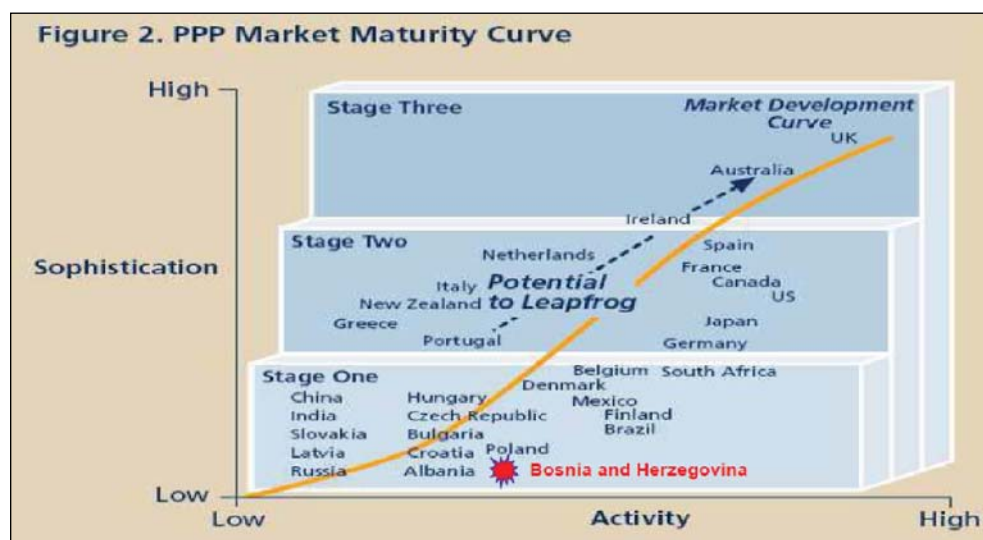 Figure 2. PPP Market Maturity Curve
High
Stage Three
Market Development
Curve
UK
Australia
Ireland
Stage Two
Spain
Netherlands
Sophistication
France
Italy
Potential
Canada
US
New Zealand
to Leapfrog
Greece
Japan
Portugal
Germany
Stage One
Belgium
South Africa
Denmark
China
Hungary
Mexico
India
Czech Republic
Finland
Slovakia
Bulgaria
Brazil
Latvia
Croatia
Poland
Russia
Albania
Bosnia and Herzegovina
Low
Low
Activity
High